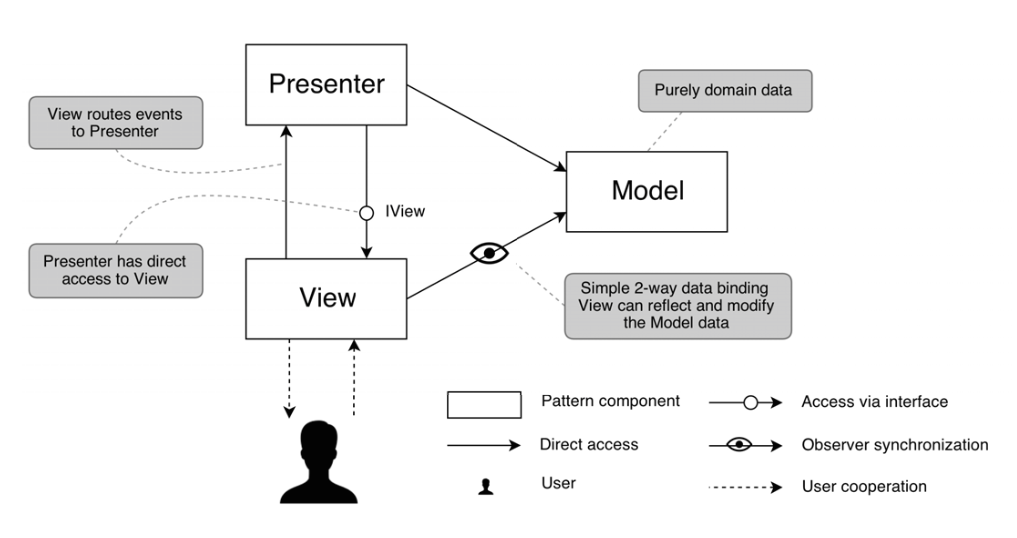 Presenter
Purely domain data
View routes events
to Presenter
Model
IView
Presenter has direct
access to View
View
Simple 2-way data binding
View can reflect and modify
the Model data
Pattern component
Access via interface
Direct access
Observer synchronization
User
User cooperation